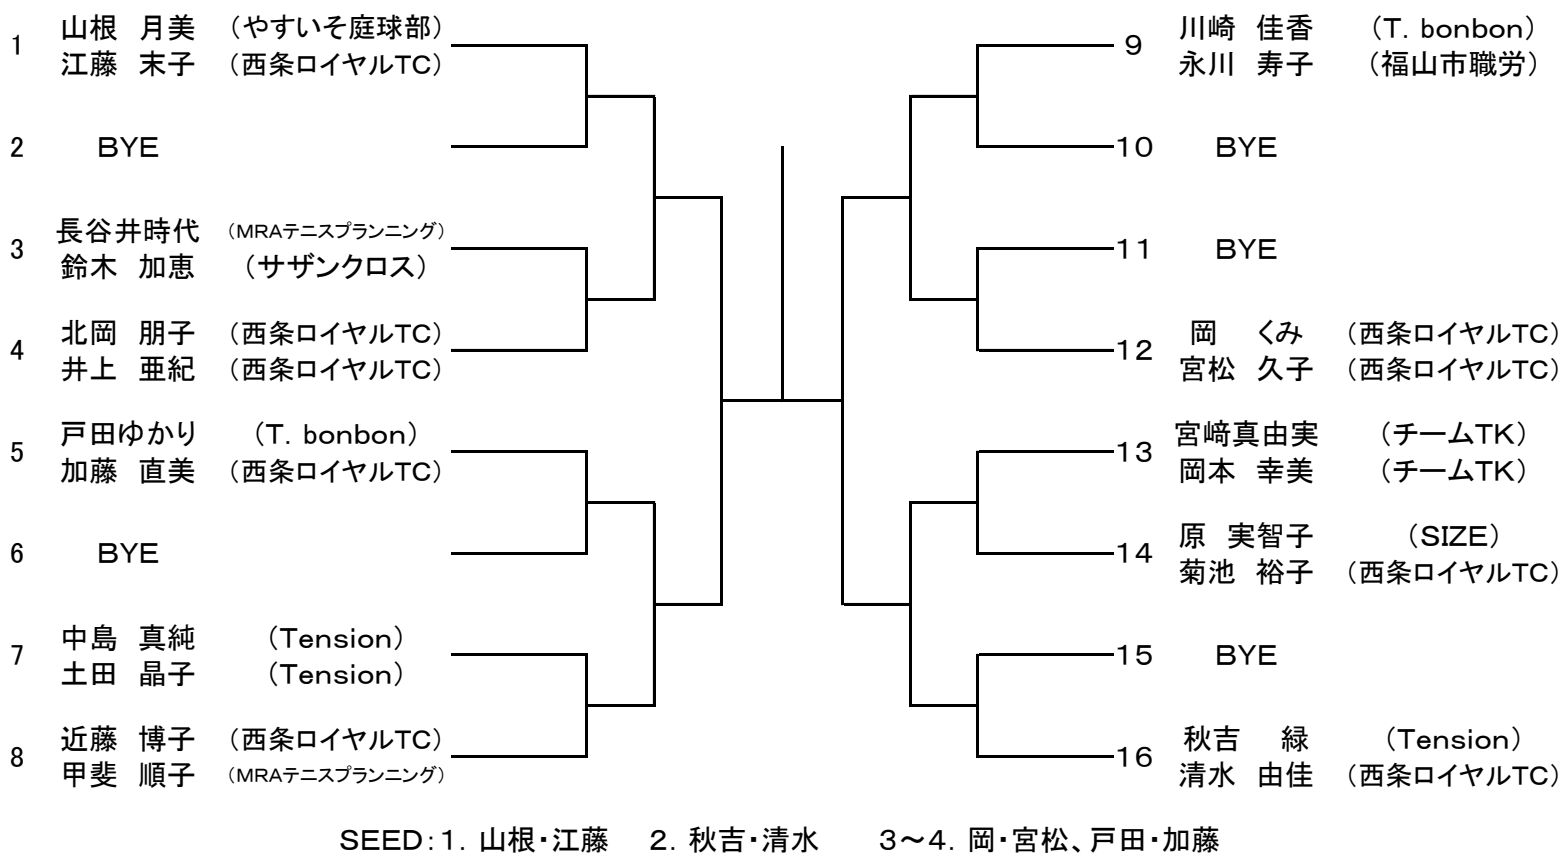 1 山根 月美 （やすいそ庭球部）
江藤 末子 （西条ロイヤルTC）
2 BYE
3 長谷井時代 （MRAテニスプランニング）
鈴木 加恵 （サザンクロス）
4 北岡 朋子 （西条ロイヤルTC）
井上 亜紀 （西条ロイヤルTC）
5 戸田ゆかり （T．bonbon）
加藤 直美 （西条ロイヤルTC）
6 BYE
7 中島 真純 （Tension）
土田 晶子 （Tension）
8 近藤 博子 （西条ロイヤルTC）
甲斐 順子 （MRAテニスプランニング）
9 川崎 佳香 （T．bonbon）
永川 寿子 （福山市職労）
10 BYE
11 BYE
12 岡 くみ （西条ロイヤルTC）
宮松 久子 （西条ロイヤルTC）
13 宮﨑真由実 （チームTK）
岡本 幸美 （チームTK）
14 原 実智子 （SIZE）
菊池 裕子 （西条ロイヤルTC）
15 BYE
16 秋吉 緑 （Tension）
清水 由佳 （西条ロイヤルTC）
SEED：1．山根・江藤 2．秋吉・清水 3～4．岡・宮松、戸田・加藤